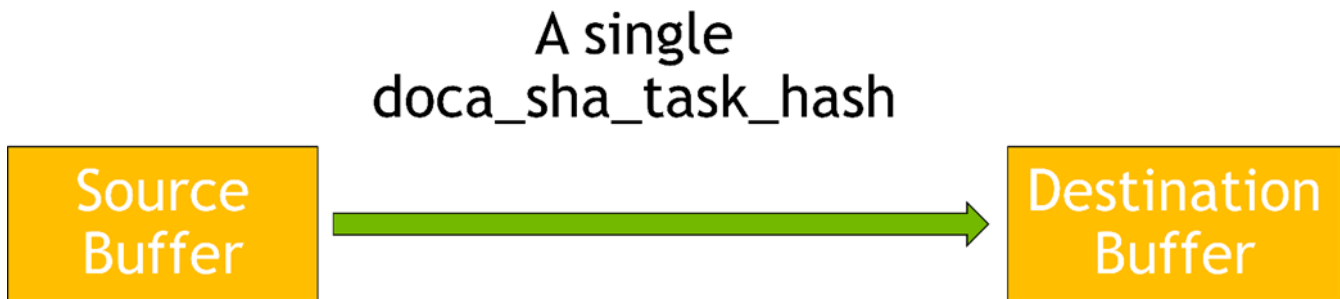 A single
doca_sha_task_hash
Source
Buffer
Destination
Buffer